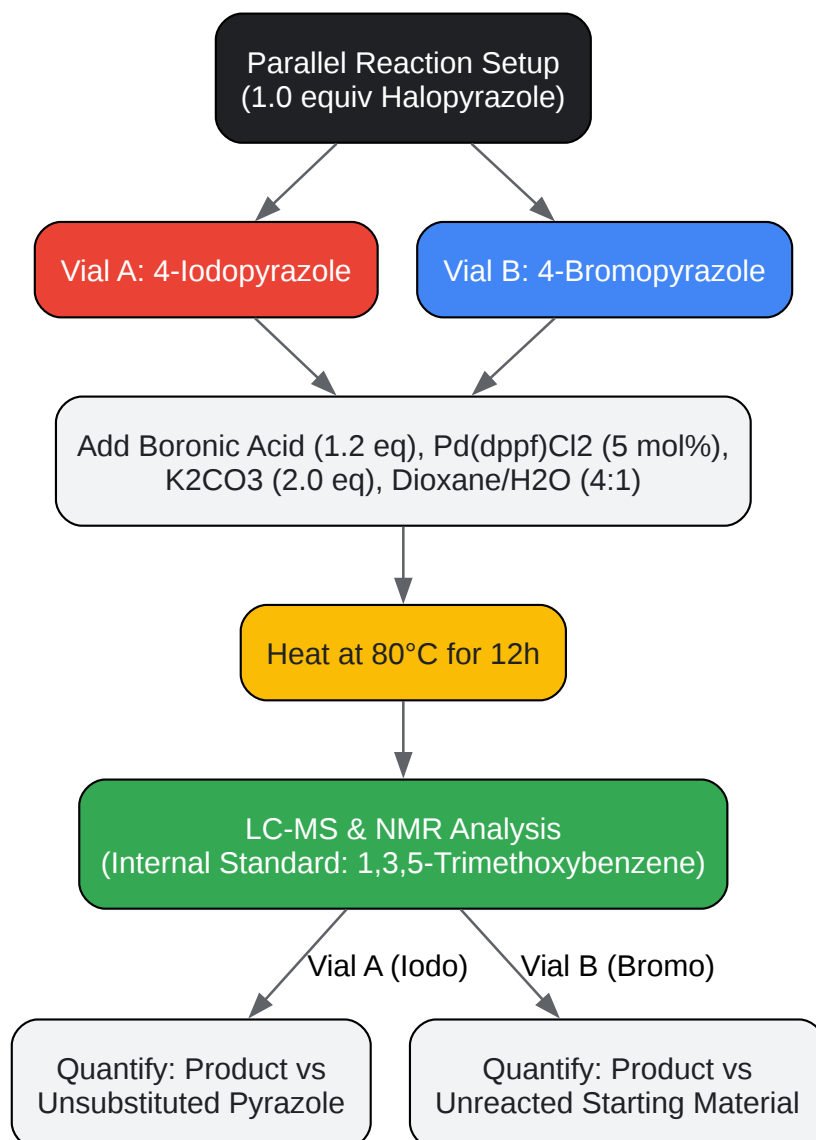 Parallel Reaction Setup
(1.0 equiv Halopyrazole)
Vial A: 4-Iodopyrazole
Vial B: 4-Bromopyrazole
Add Boronic Acid (1.2 eq), Pd(dppf)Cl2 (5 mol%),
K2CO3 (2.0 eq), Dioxane/H2O (4:1)
Heat at 80°C for 12h
LC-MS & NMR Analysis
(Internal Standard: 1,3,5-Trimethoxybenzene)
Vial A (Iodo)
Vial B (Bromo)
Quantify: Product vs
Unsubstituted Pyrazole
Quantify: Product vs
Unreacted Starting Material